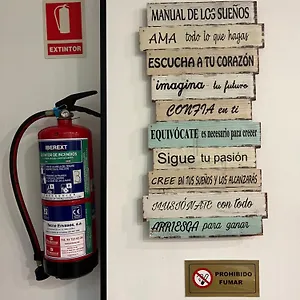 EXTINTOR
MANUAL DE LOS SUEÑOS
AMA todo lo que hagas
ESCUCHA A TU CORAZÓN
imagina tu futuro
CONFIA en ti
EQUIVÓCATE es necesario para crecer
Sigue tu pasión
CREE EN TUS SUEÑOS Y LOS ALCANZARÁS
ILUSIÓNATE con todo
ARRIESGA para ganar
IBEREXT
PROHIBIDO
FUMAR